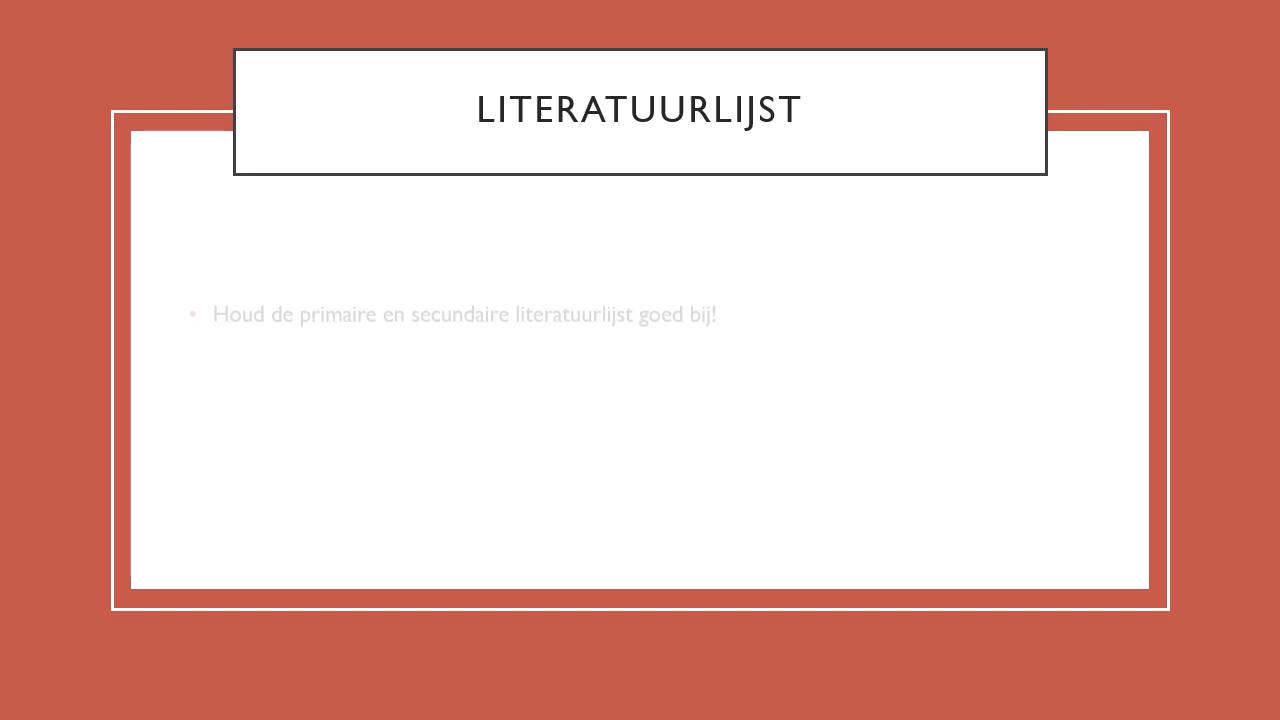 LITERATUURLIJST
• Houd de primaire en secundaire literatuurlijst goed bij!